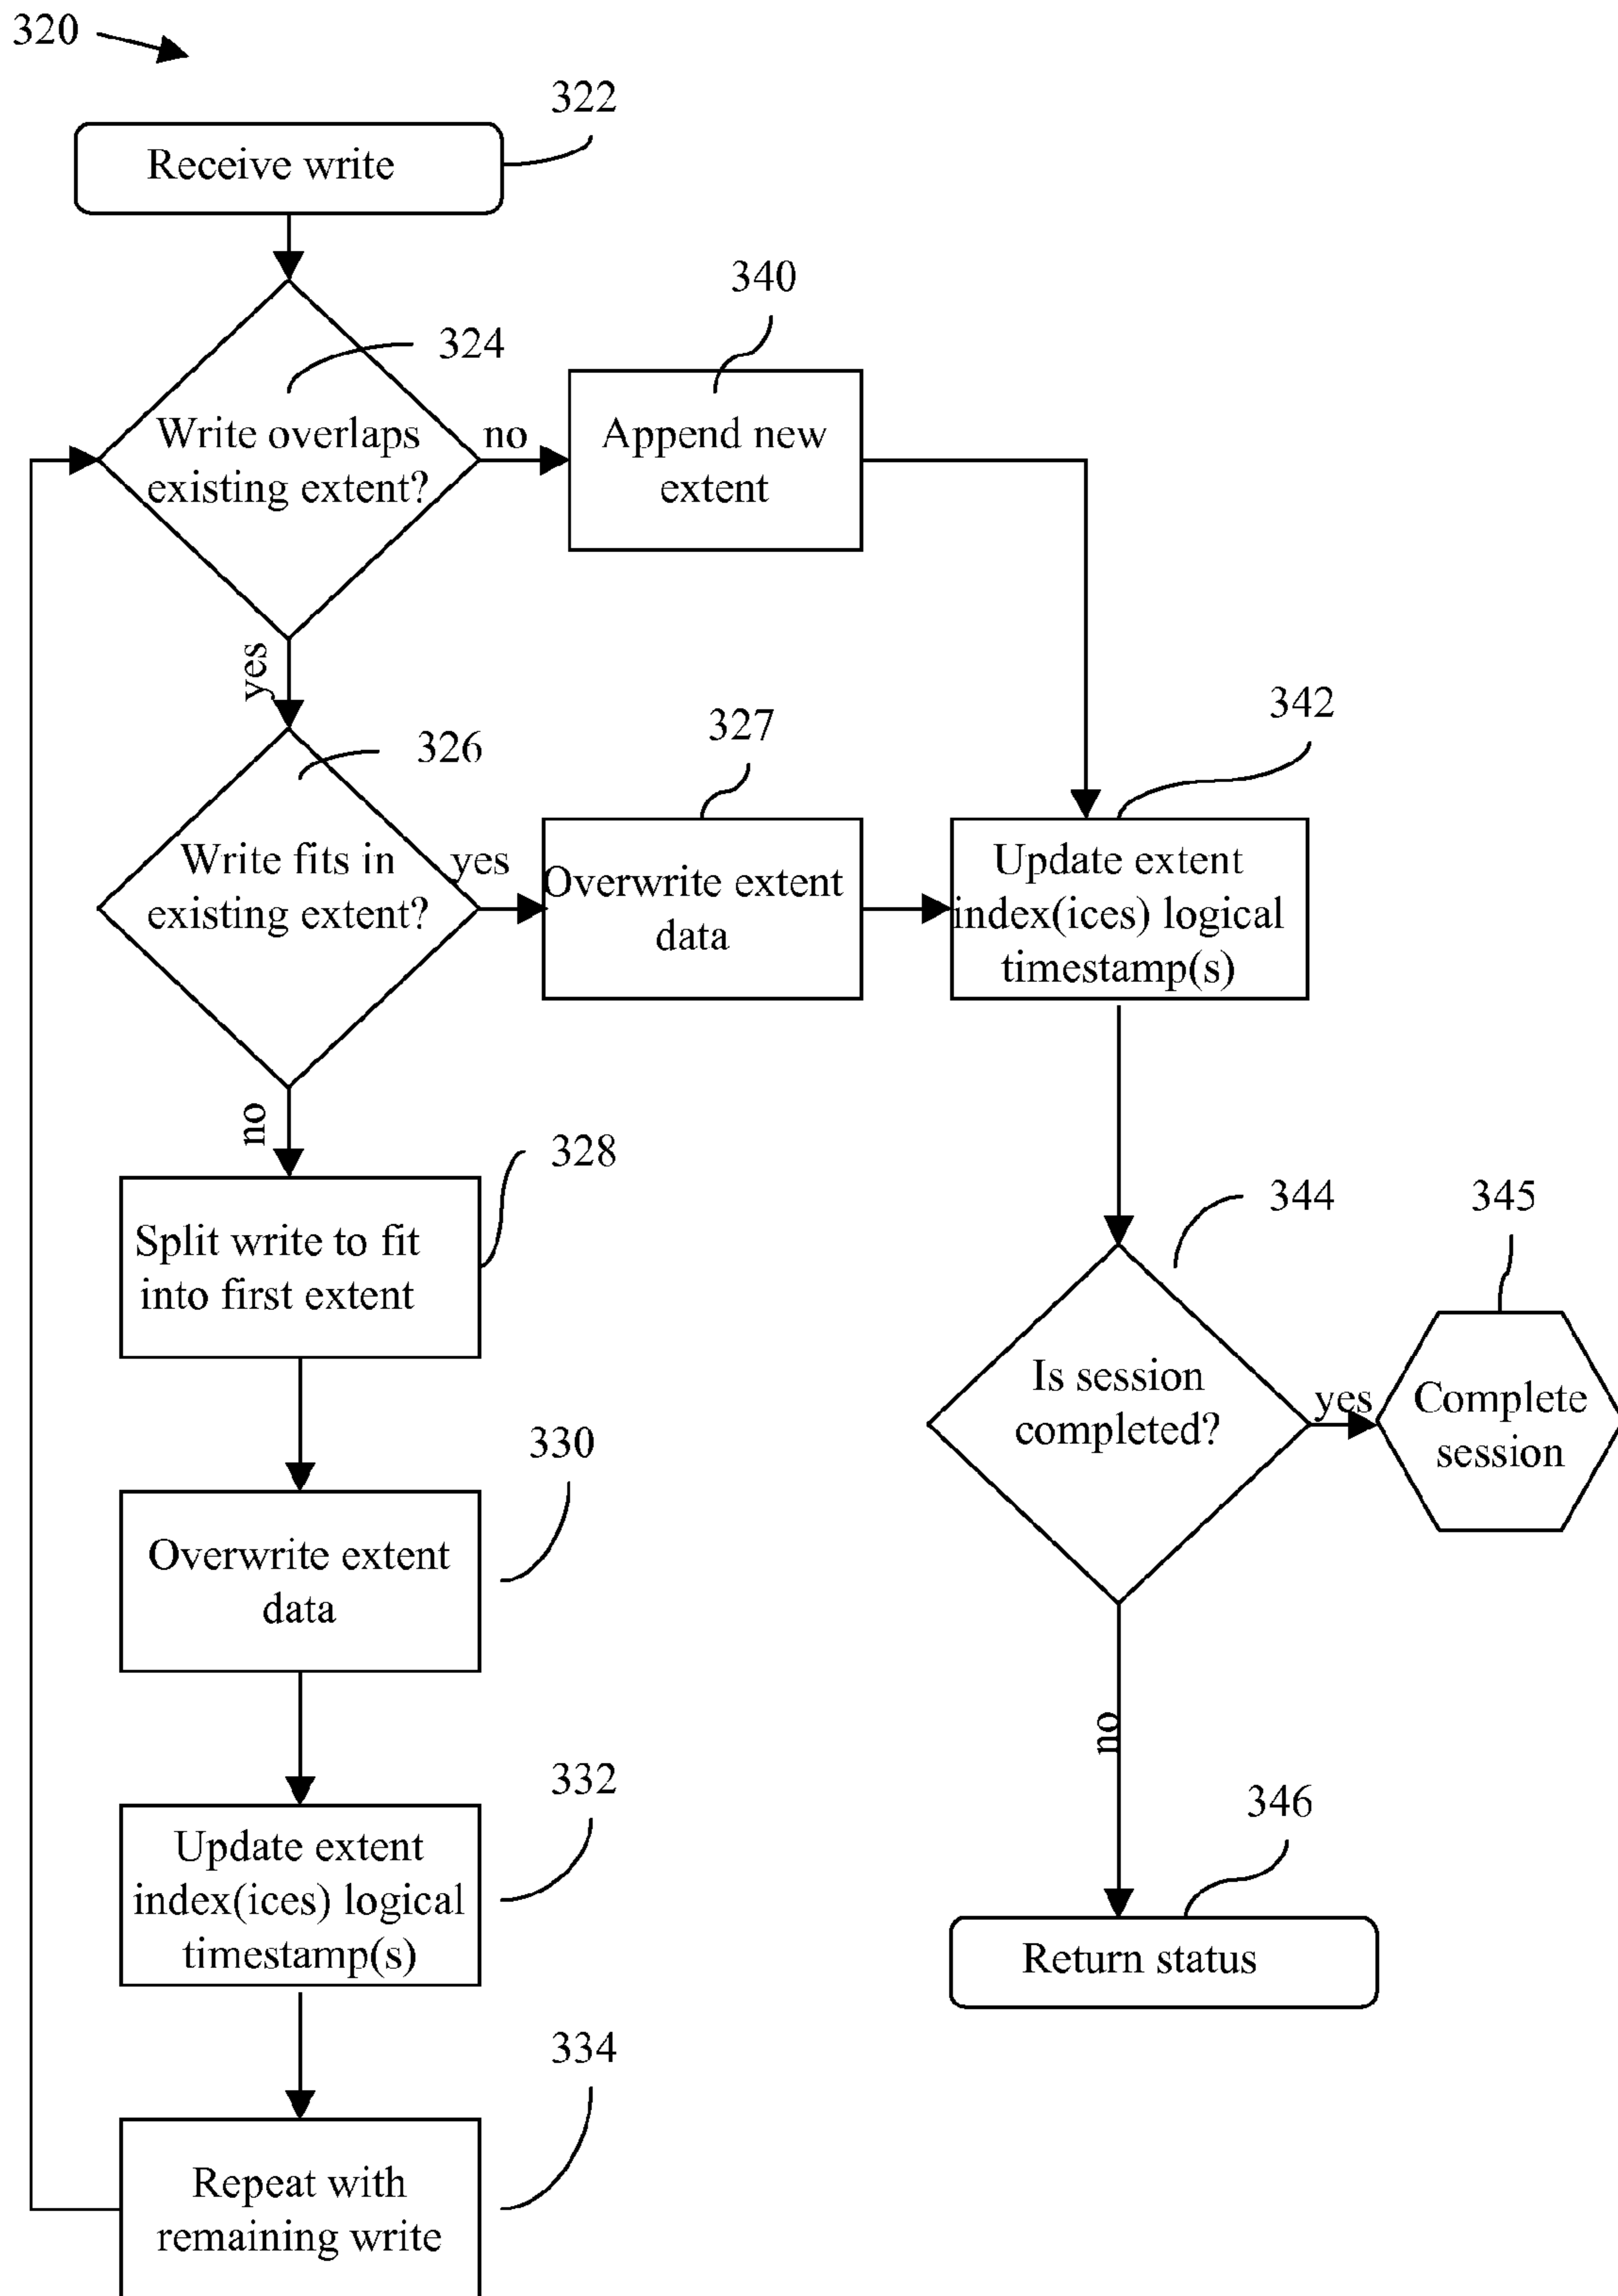 320
322
Receive write
340
324
Write overlaps
existing extent?
no
Append new
extent
yes
342
327
326
Write fits in
existing extent?
yes
Overwrite extent
data
Update extent
index(ices) logical
timestamp(s)
no
328
Split write to fit
into first extent
344
345
Is session
completed?
yes
Complete
session
330
Overwrite extent
data
no
332
Update extent
index(ices) logical
timestamp(s)
346
Return status
334
Repeat with
remaining write